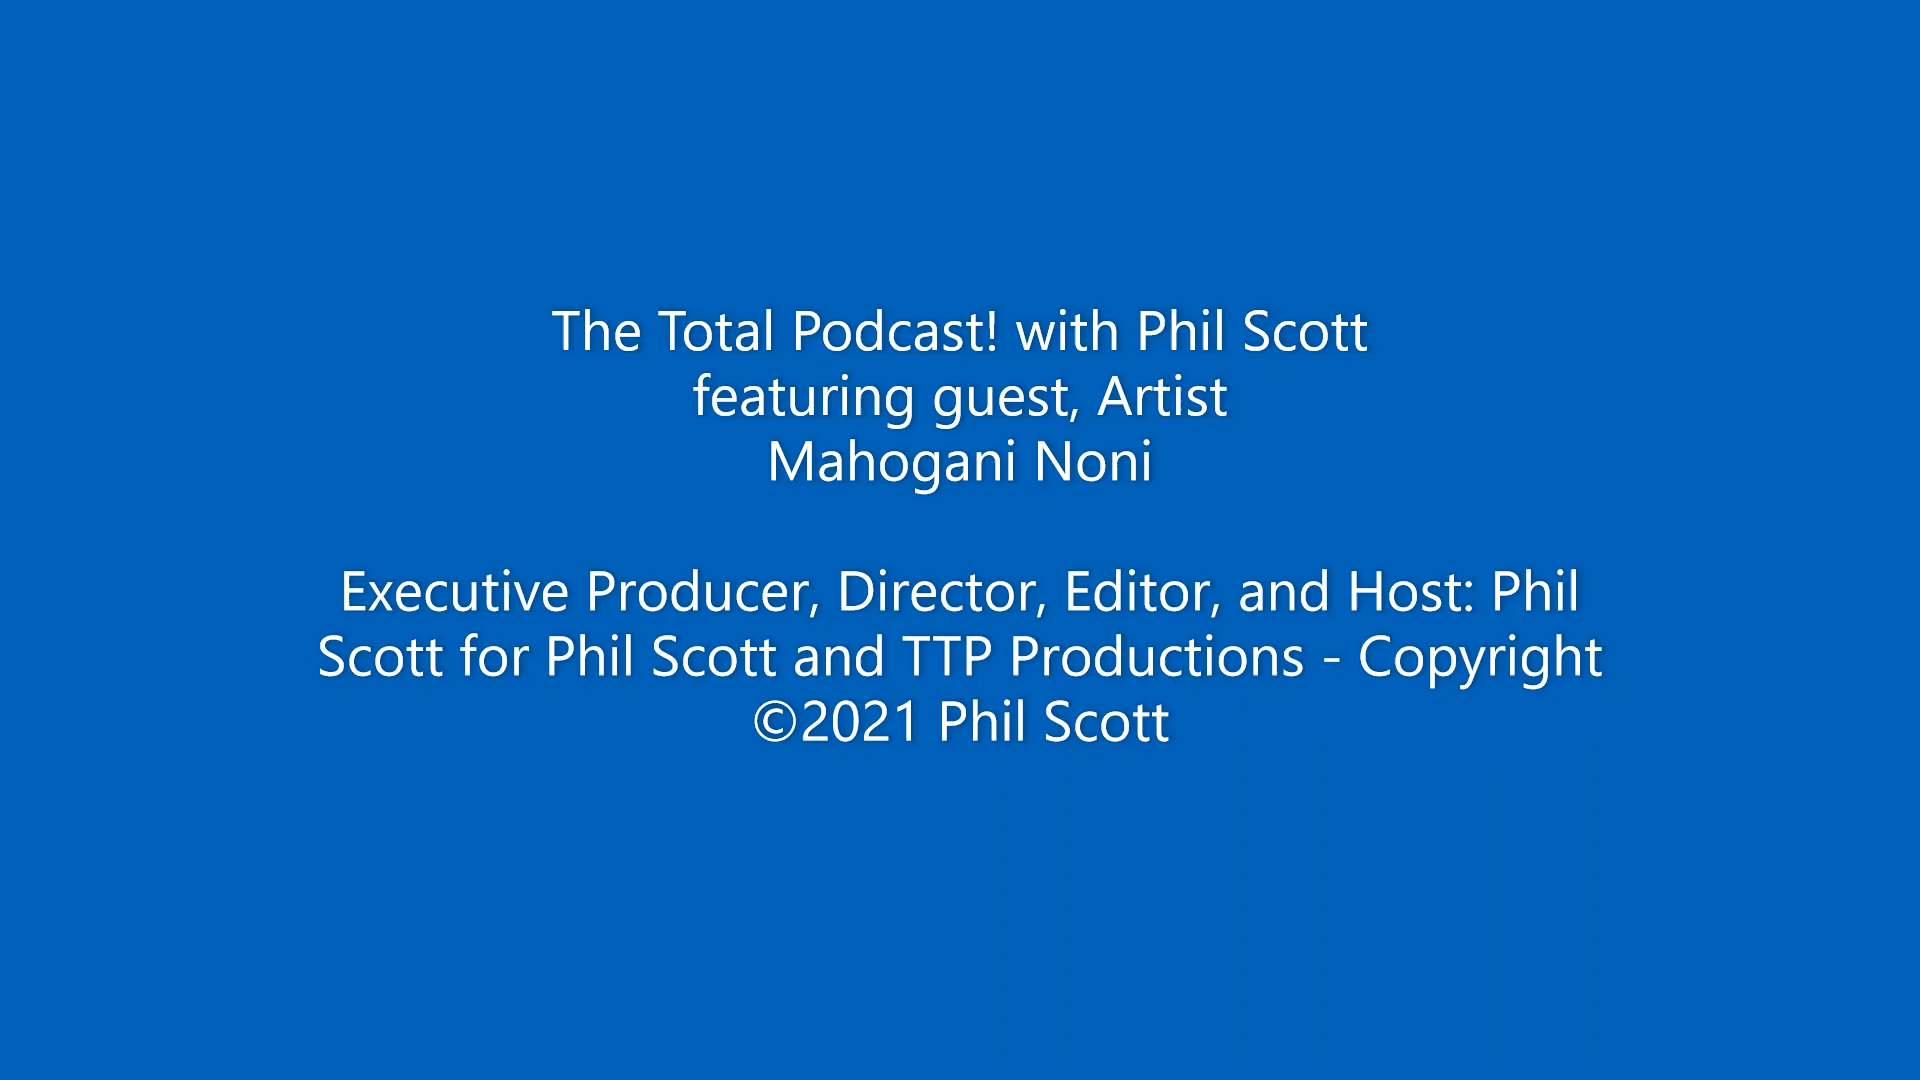 The Total Podcast! with Phil Scott
featuring guest, Artist
Mahogani Noni
Executive Producer, Director, Editor, and Host: Phil
Scott for Phil Scott and TTP Productions - Copyright
©2021 Phil Scott